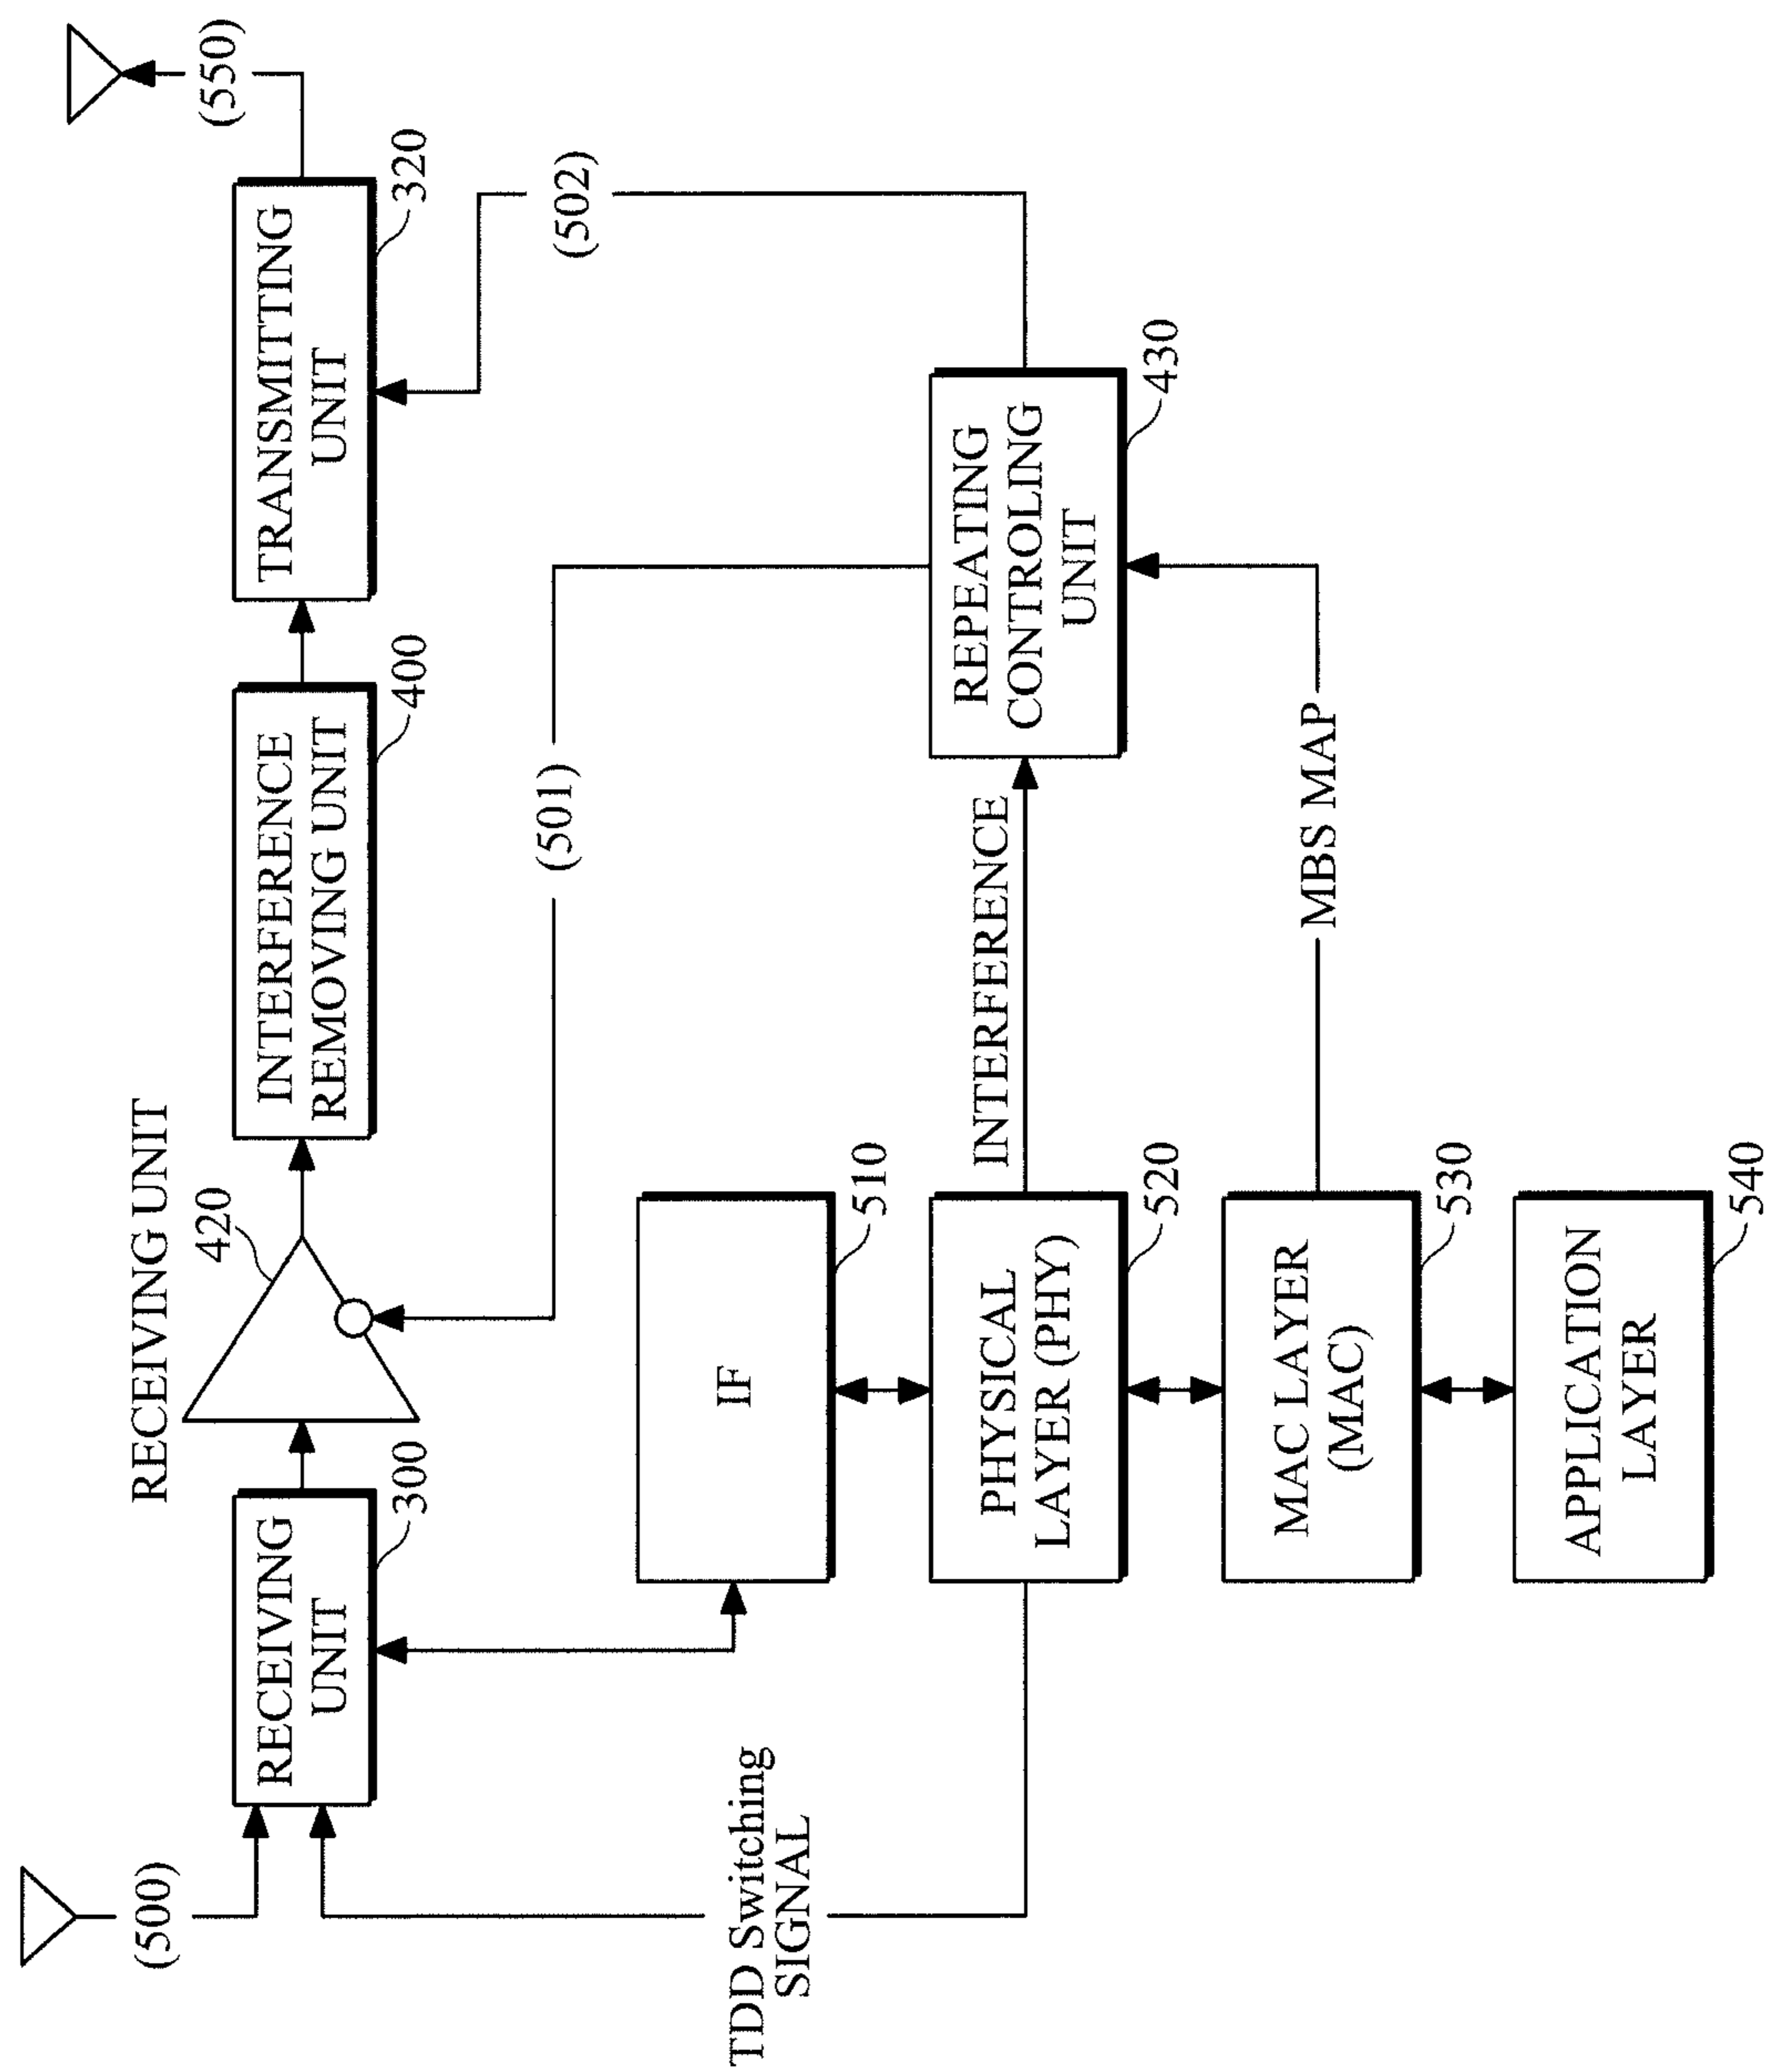 RECEIVING UNIT
(500)
RECEIVING
UNIT
300
420
INTERFERENCE
REMOVING UNIT
400
TRANSMITTING
UNIT
320
(550)
(501)
(502)
TDD Switching
SIGNAL
IF
510
PHYSICAL
LAYER (PHY)
520
INTERFERENCE
REPEATING
CONTROLING
UNIT
430
MAC LAYER
(MAC)
530
MBS MAP
APPLICATION
LAYER
540